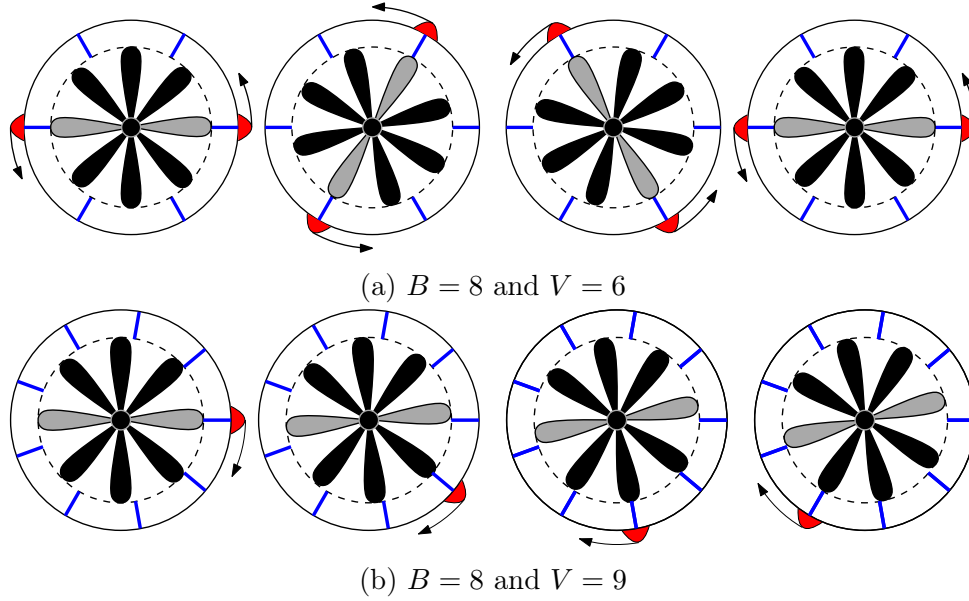 (a) B = 8 and V = 6
(b) B = 8 and V = 9